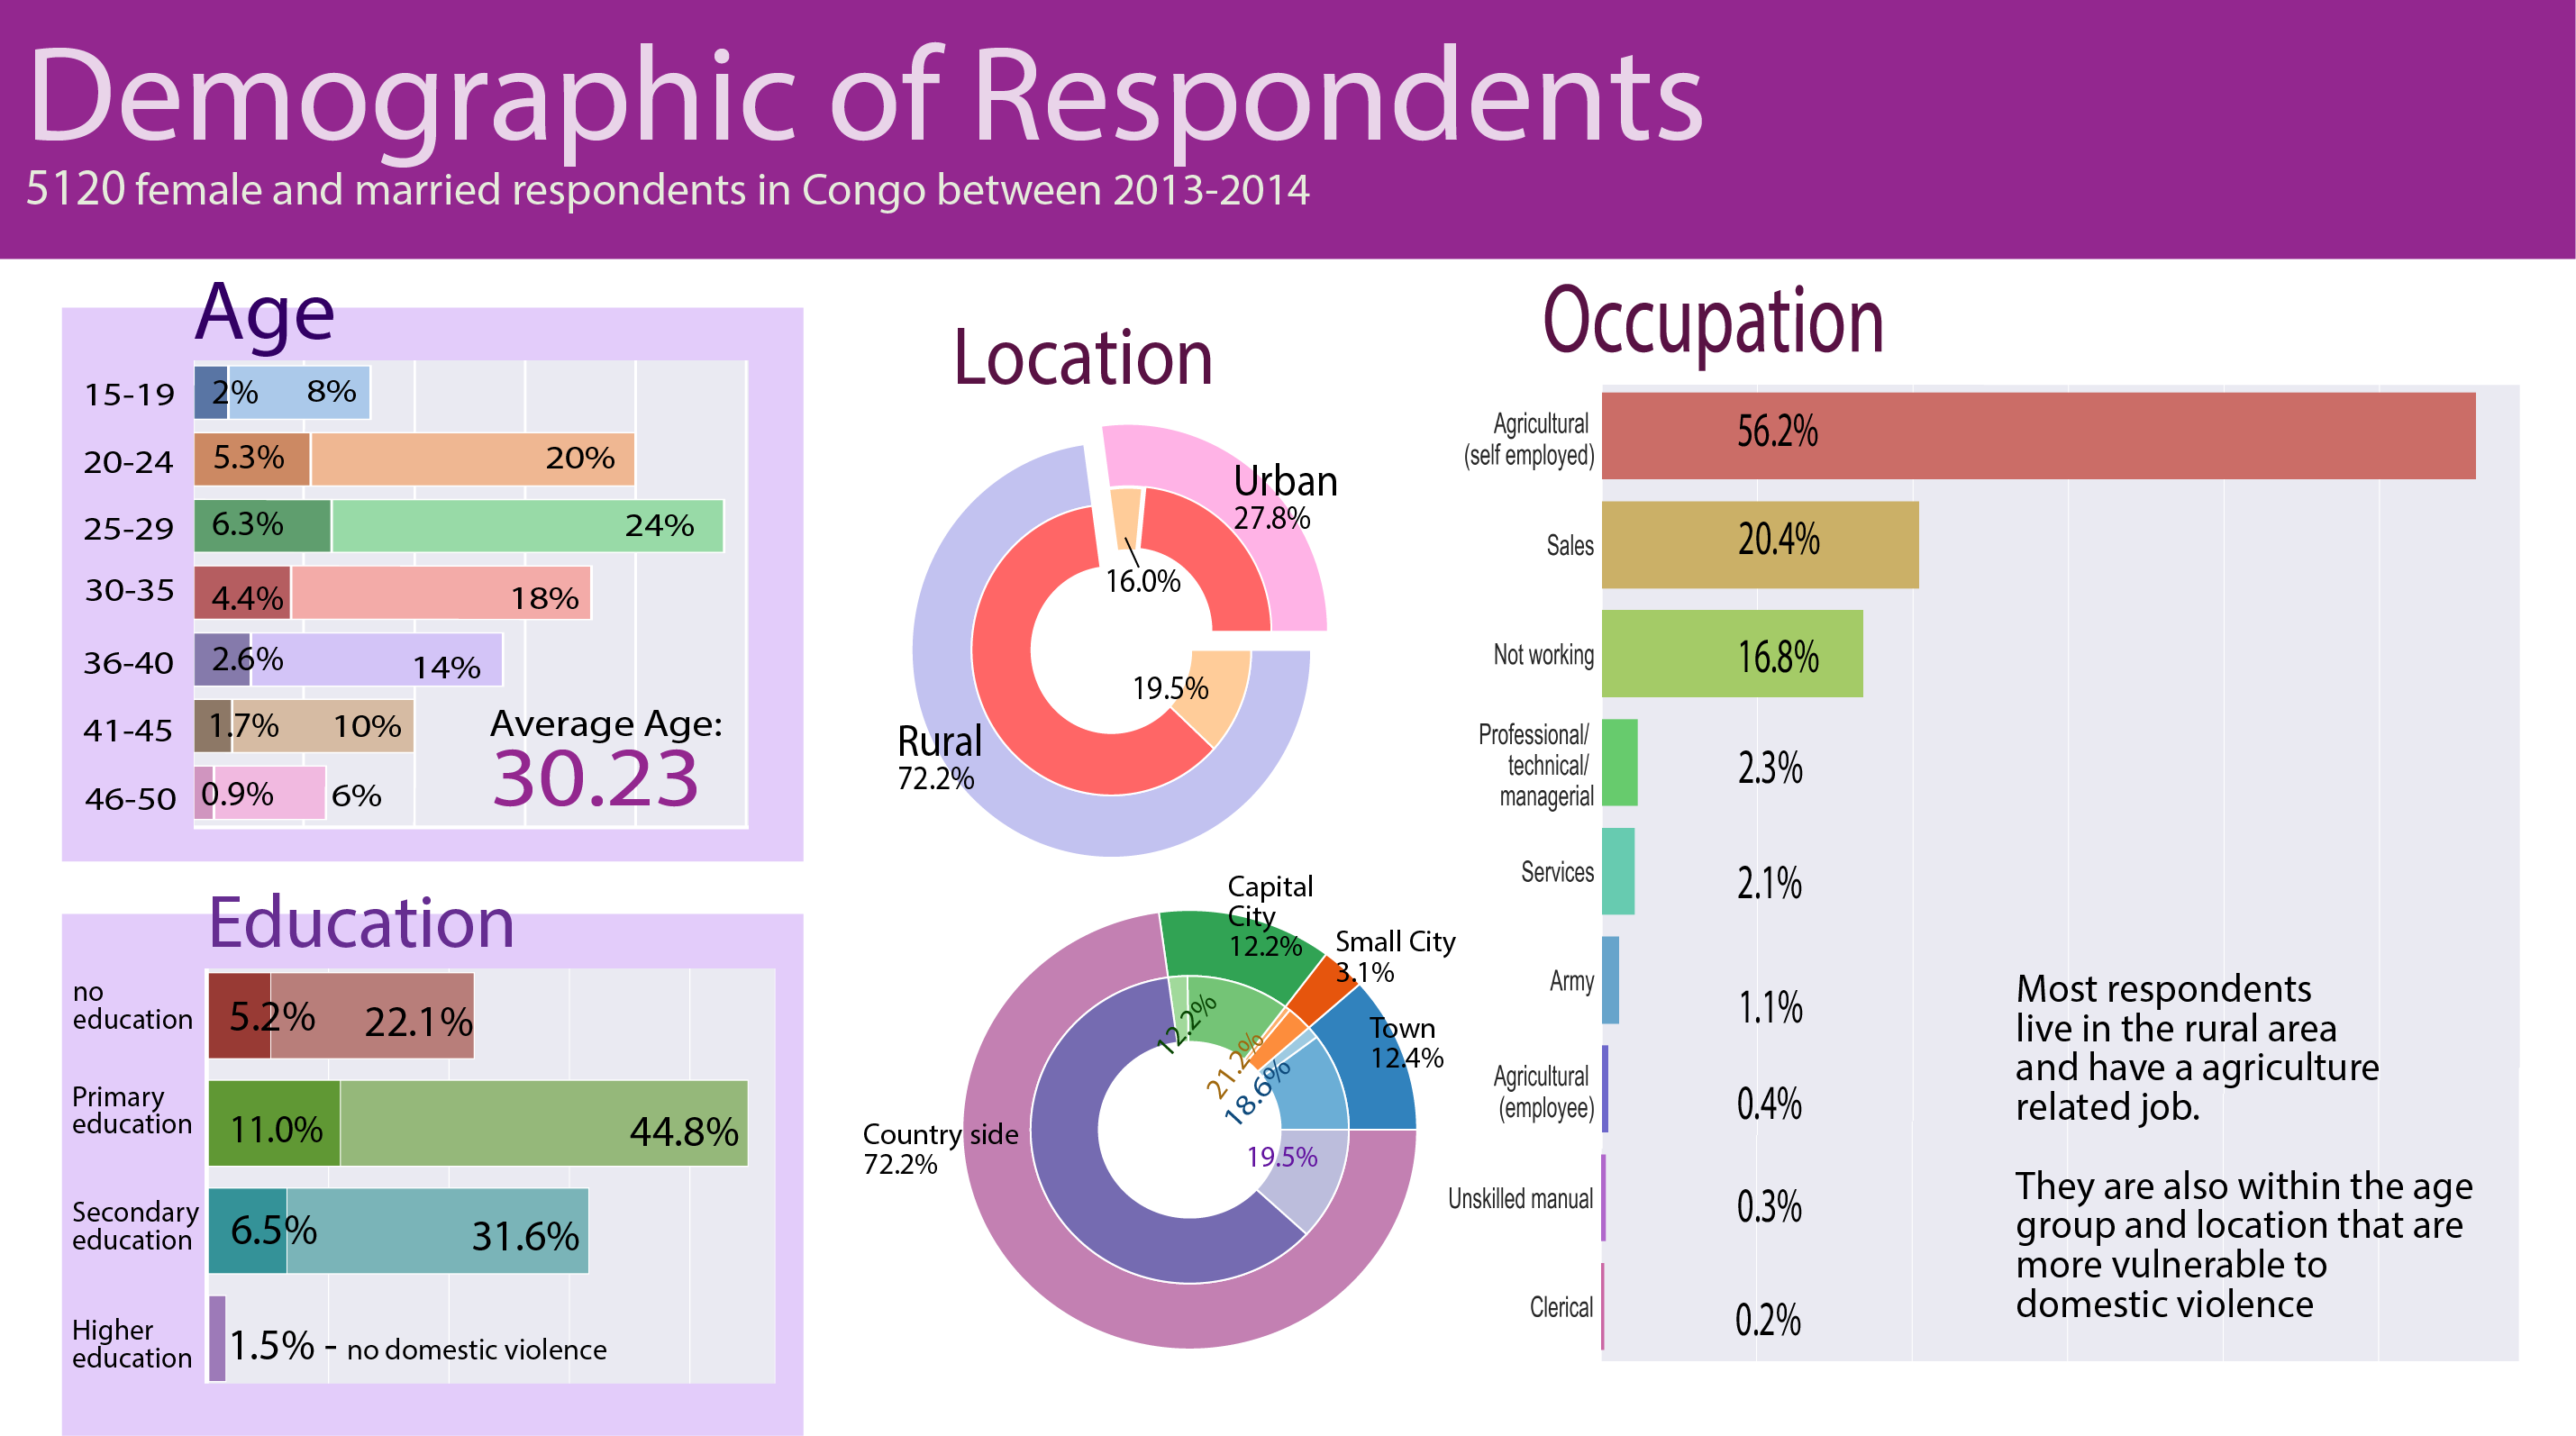 Demographic of Respondents
5120 female and married respondents in Congo between 2013-2014
Age
15-19 2% 8%
20-24 5.3% 20%
25-29 6.3% 24%
30-35 4.4% 18%
36-40 2.6% 14%
41-45 1.7% 10%
46-50 0.9% 6%
Average Age:
30.23
Education
no
education
5.2% 22.1%
Primary
education
11.0% 44.8%
Secondary
education
6.5% 31.6%
Higher
education
1.5% - no domestic violence
Location
Urban
27.8%
16.0%
19.5%
Rural
72.2%
Capital
City
12.2%
Small City
3.1%
Town
12.4%
12.2%
21.2%
18.6%
19.5%
Country side
72.2%
Occupation
Agricultural
(self employed)
56.2%
Sales
20.4%
Not working
16.8%
Professional/
technical/
managerial
2.3%
Services
2.1%
Army
1.1%
Agricultural
(employee)
0.4%
Unskilled manual
0.3%
Clerical
0.2%
Most respondents
live in the rural area
and have a agriculture
related job.
They are also within the age
group and location that are
more vulnerable to
domestic violence